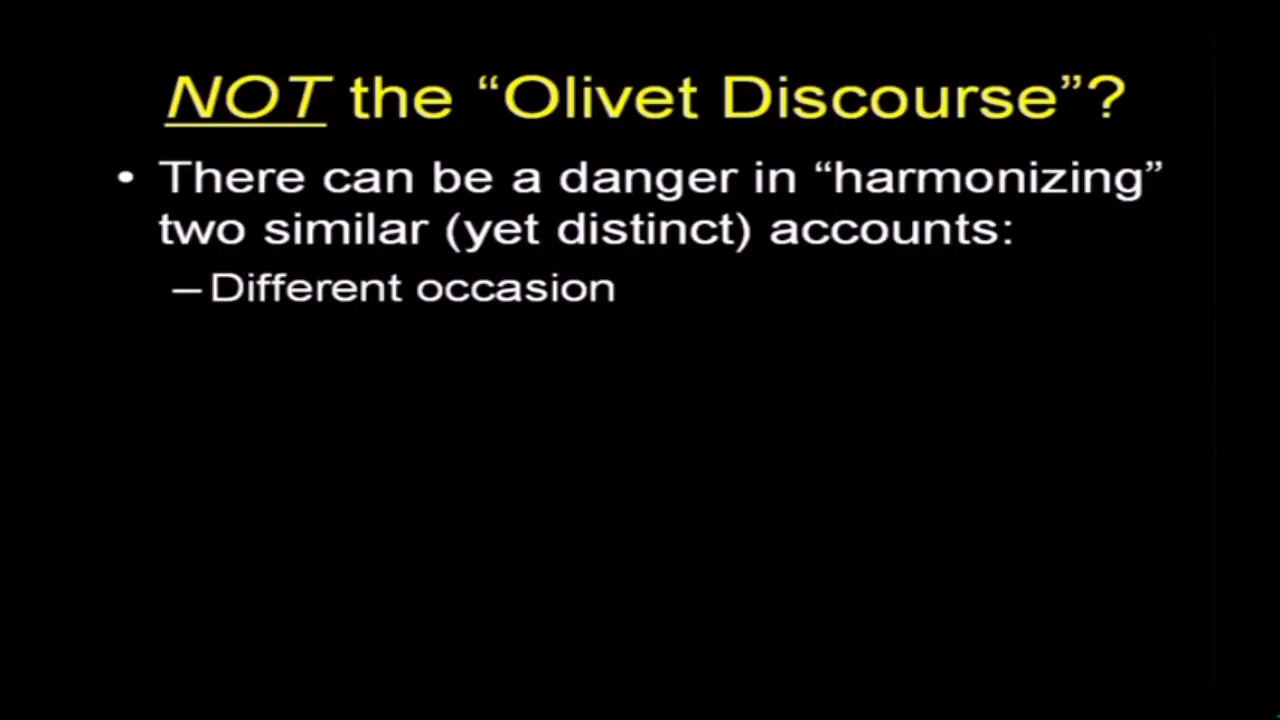 NOT the “Olivet Discourse”?
• There can be a danger in “harmonizing”
two similar (yet distinct) accounts:
– Different occasion